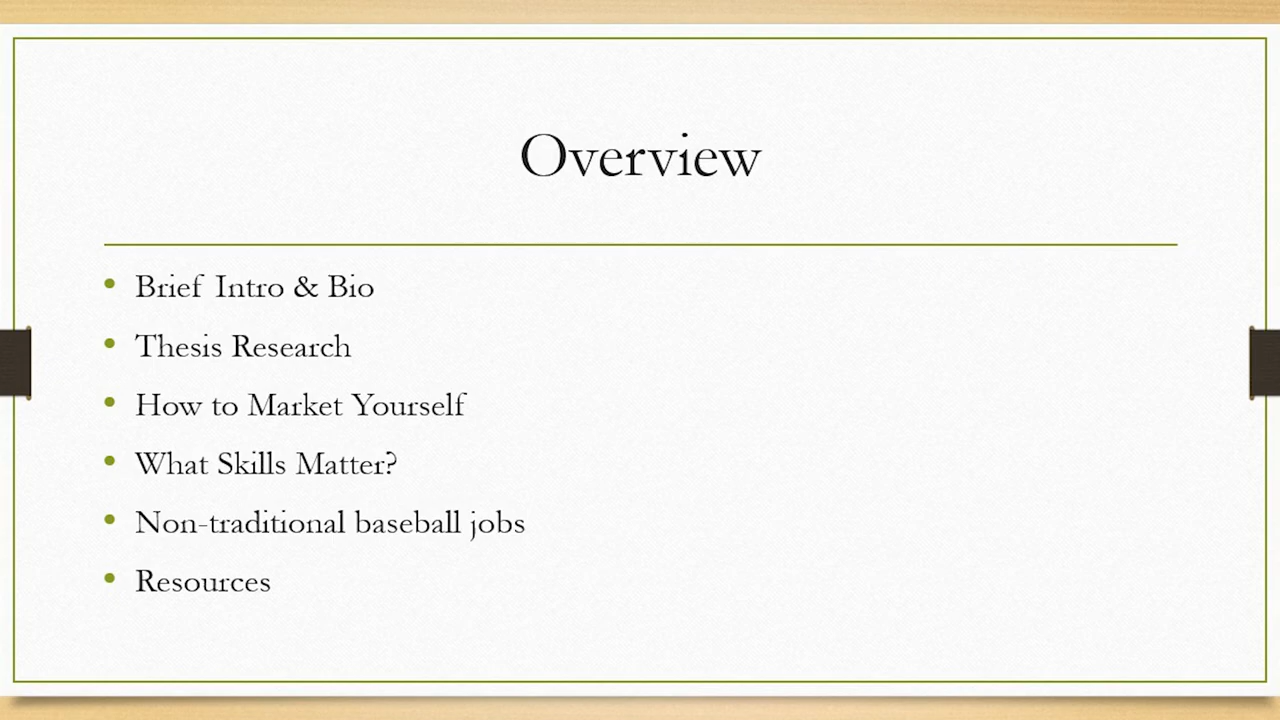 Overview
Brief Intro & Bio
Thesis Research
How to Market Yourself
What Skills Matter?
Non-traditional baseball jobs
Resources